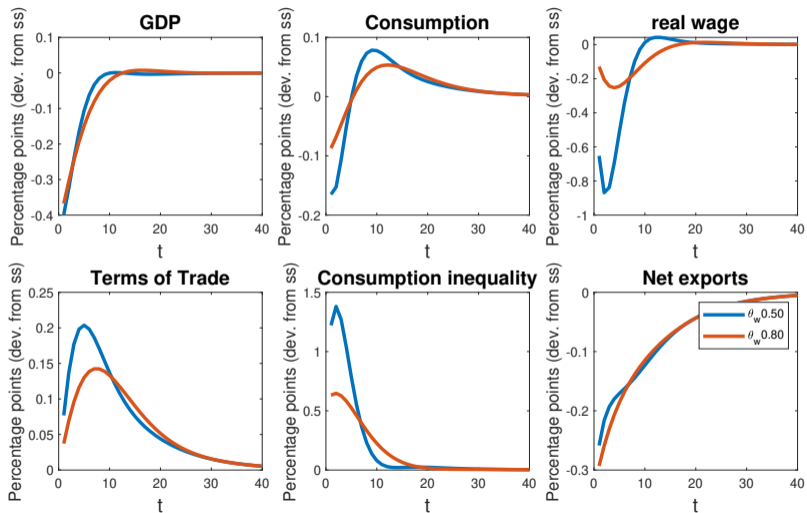 GDP
Percentage points (dev. from ss)
0.1
0
-0.1
-0.2
-0.3
-0.4
0 10 20 30 40
t
Consumption
Percentage points (dev. from ss)
0.1
0
-0.1
-0.2
0 10 20 30 40
t
real wage
Percentage points (dev. from ss)
0
-0.2
-0.4
-0.6
-0.8
-1
0 10 20 30 40
t
Terms of Trade
Percentage points (dev. from ss)
0.25
0.2
0.15
0.1
0.05
0
0 10 20 30 40
t
Consumption inequality
Percentage points (dev. from ss)
1.5
1
0.5
0
0 10 20 30 40
t
Net exports
Percentage points (dev. from ss)
0
-0.1
-0.2
-0.3
0 10 20 30 40
t
θw0.50
θw0.80